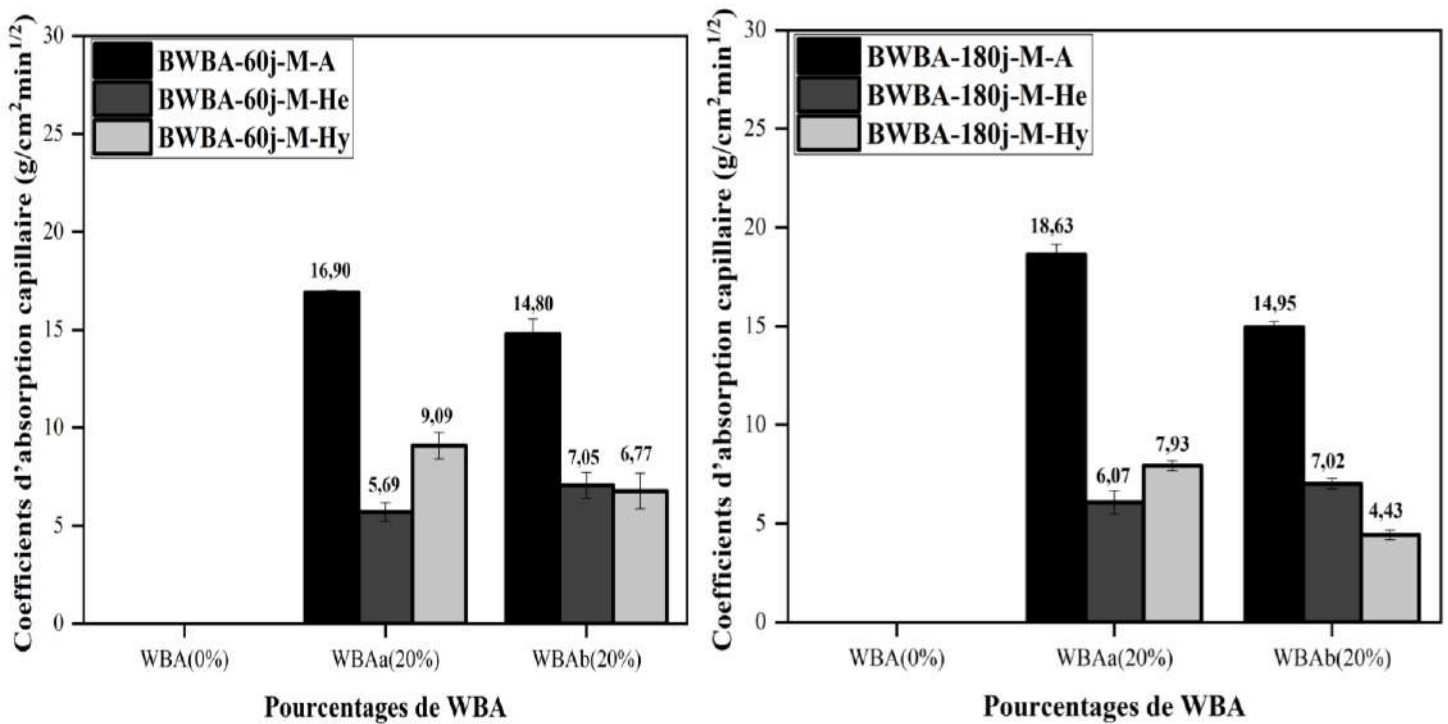 Coefficients d'absorption capillaire (g/cm²min^1/2)
30
25
20
15
10
5
0
BWBA-60j-M-A
BWBA-60j-M-He
BWBA-60j-M-Hy
16,90
5,69
9,09
14,80
7,05
6,77
WBA(0%) WBAa(20%) WBAb(20%)
Pourcentages de WBA
Coefficients d'absorption capillaire (g/cm²min^1/2)
30
25
20
15
10
5
0
BWBA-180j-M-A
BWBA-180j-M-He
BWBA-180j-M-Hy
18,63
6,07
7,93
14,95
7,02
4,43
WBA(0%) WBAa(20%) WBAb(20%)
Pourcentages de WBA